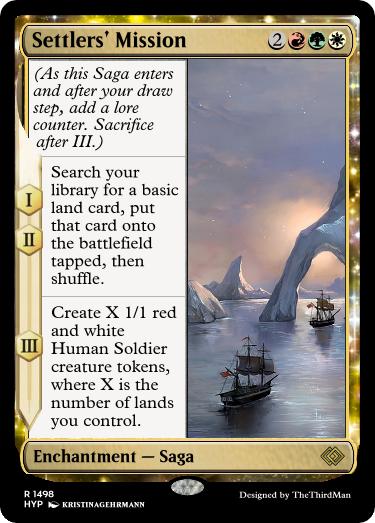 Settlers' Mission 2
(As this Saga enters
and after your draw
step, add a lore
counter. Sacrifice
after III.)
I
II
Search your
library for a basic
land card, put
that card onto
the battlefield
tapped, then
shuffle.
III
Create X 1/1 red
and white
Human Soldier
creature tokens,
where X is the
number of lands
you control.
Enchantment — Saga
R 1498
HYP KRISTINAGEHRMANN
Designed by TheThirdMan